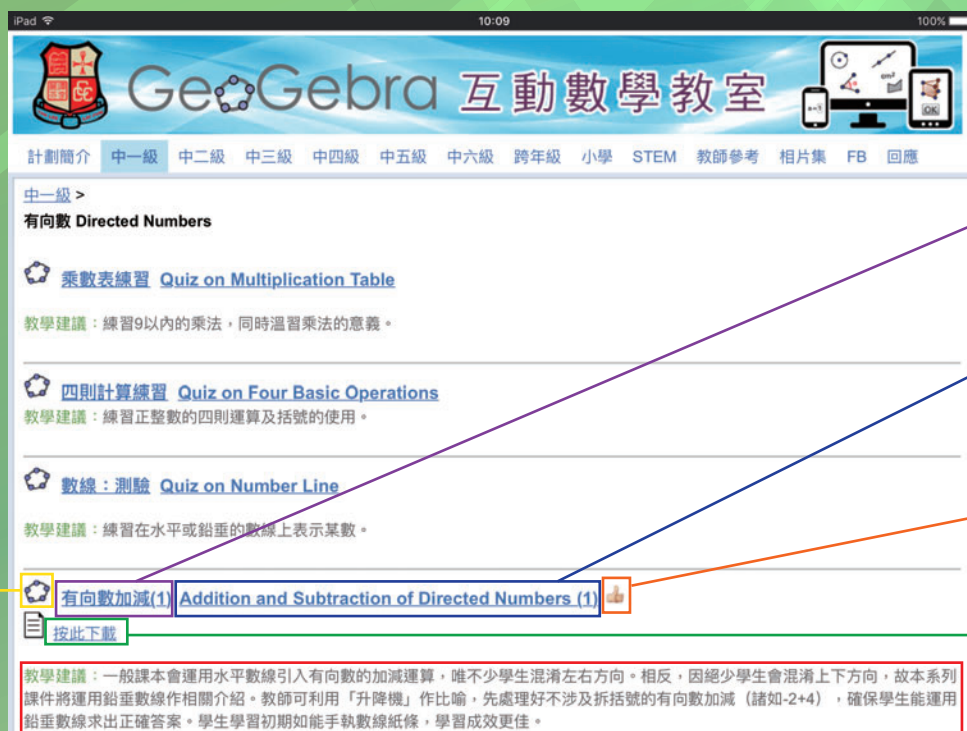 iPad 10:09 100%
GeoGebra 互動數學教室
計劃簡介 中一級 中二級 中三級 中四級 中五級 中六級 跨年級 小學 STEM 教師參考 相片集 FB 回應
中一級 >
有向數 Directed Numbers
乘數表練習 Quiz on Multiplication Table
教學建議：練習9以內的乘法，同時溫習乘法的意義。
四則計算練習 Quiz on Four Basic Operations
教學建議：練習正整數的四則運算及括號的使用。
數線：測驗 Quiz on Number Line
教學建議：練習在水平或鉛垂的數線上表示某數。
有向數加減(1) Addition and Subtraction of Directed Numbers (1)
按此下載
教學建議：一般課本會運用水平數線引入有向數的加減運算，唯不少學生混淆左右方向。相反，因絕少學生會混淆上下方向，故本系列
課件將運用鉛垂數線作相關介紹。教師可利用「升降機」作比喻，先處理好不涉及拆括號的有向數加減（諸如-2+4），確保學生能運用
鉛垂數線求出正確答案。學生學習初期如能手執數線紙條，學習成效更佳。